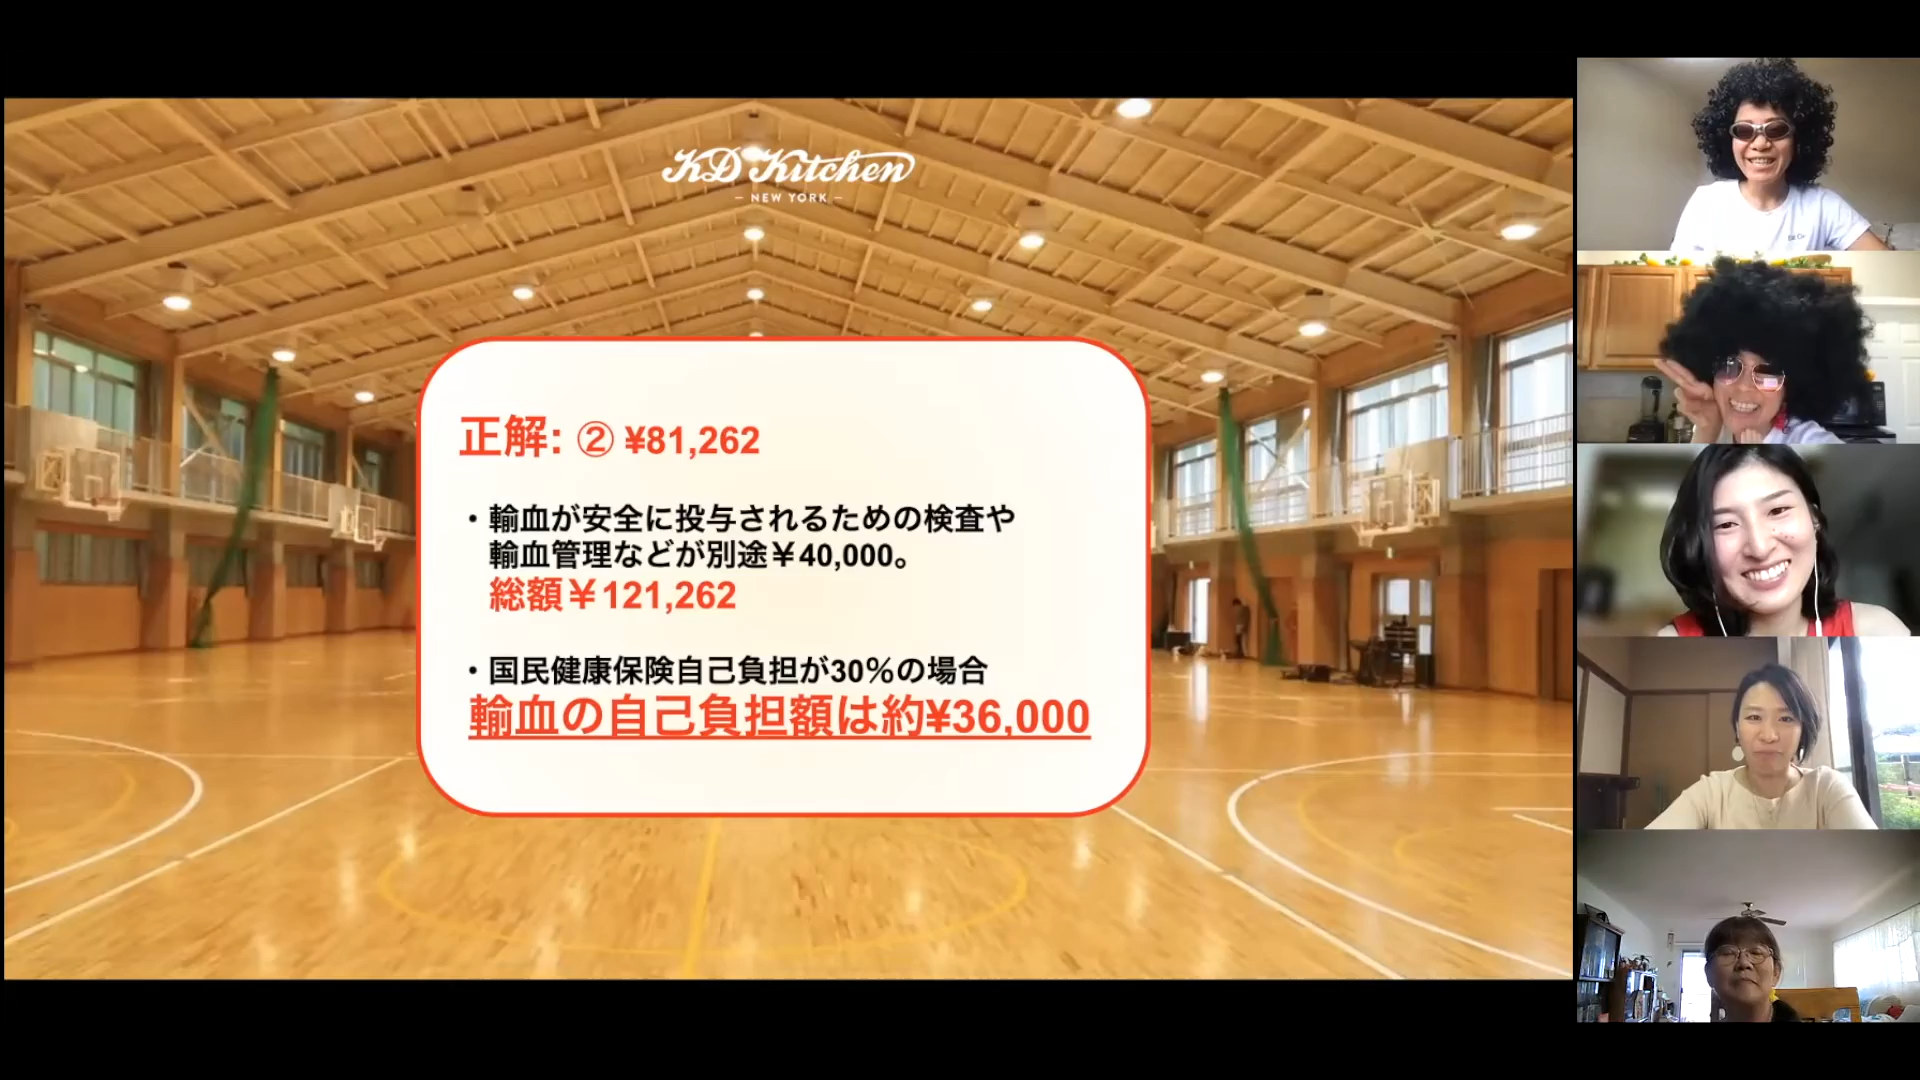 KD Kitchen
– NEW YORK –
正解: ② ¥81,262
・輸血が安全に投与されるための検査や
輸血管理などが別途￥40,000。
総額￥121,262
・国民健康保険自己負担が30%の場合
輸血の自己負担額は約¥36,000